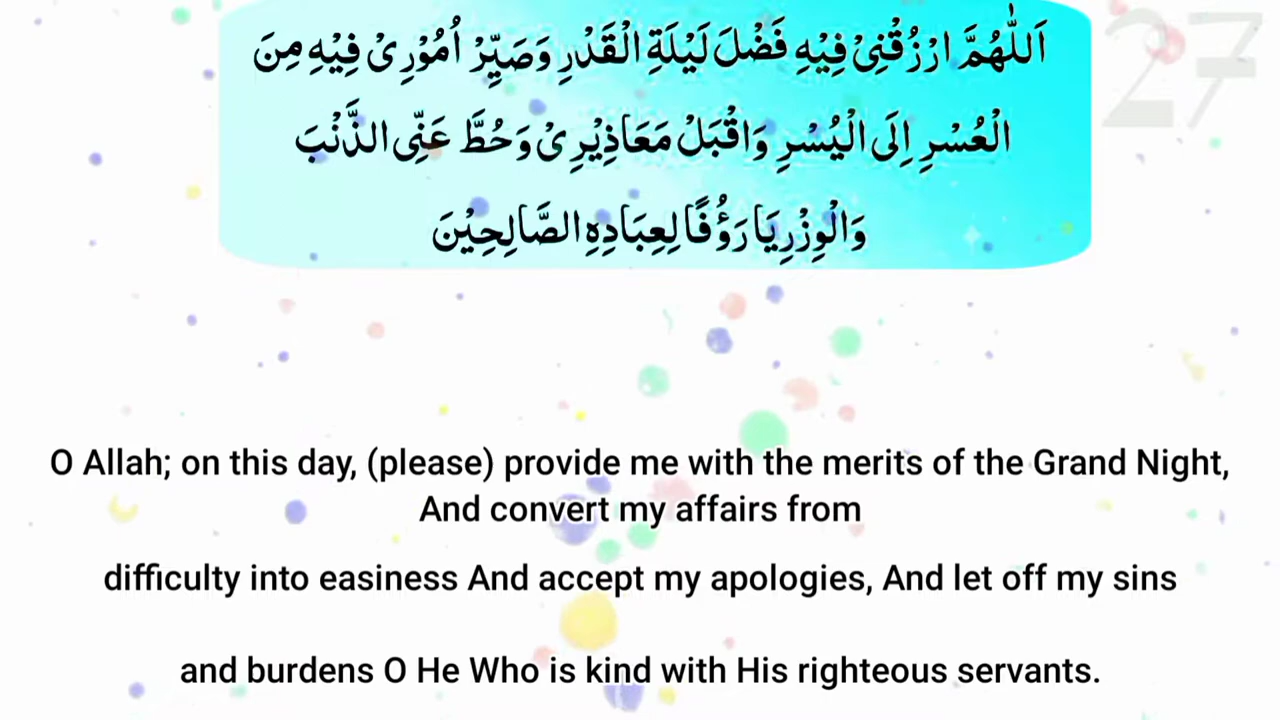 27
اَللّٰهُمَّ ارْزُقْنِیْ فِیْهِ فَضْلَ لَیْلَةِ الْقَدْرِ وَصَیِّرْ اُمُوْرِیْ فِیْهِ مِنَ
الْعُسْرِ اِلَی الْیُسْرِ وَاقْبَلْ مَعَاذِیْرِیْ وَحُطَّ عَنِّی الذَّنْبَ
وَالْوِزْرِ یَا رَؤُفًا لِعِبَادِهِ الصَّالِحِیْنَ
O Allah; on this day, (please) provide me with the merits of the Grand Night,
And convert my affairs from
difficulty into easiness And accept my apologies, And let off my sins
and burdens O He Who is kind with His righteous servants.